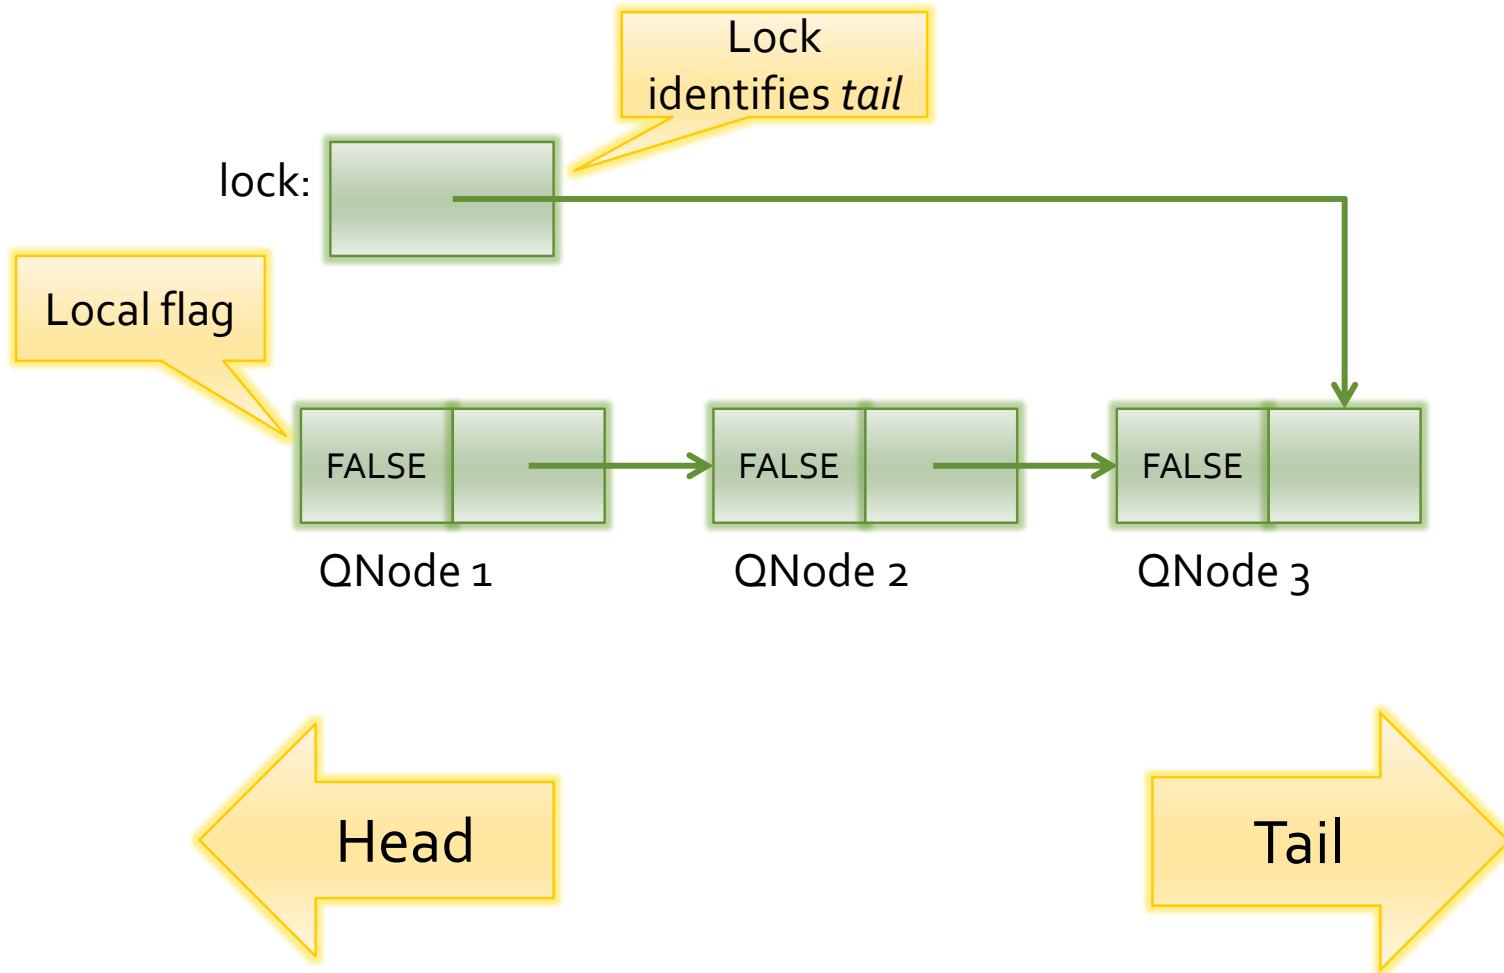 Lock
identifies tail
lock:
Local flag
FALSE
FALSE
FALSE
QNode 1
QNode 2
QNode 3
Head
Tail